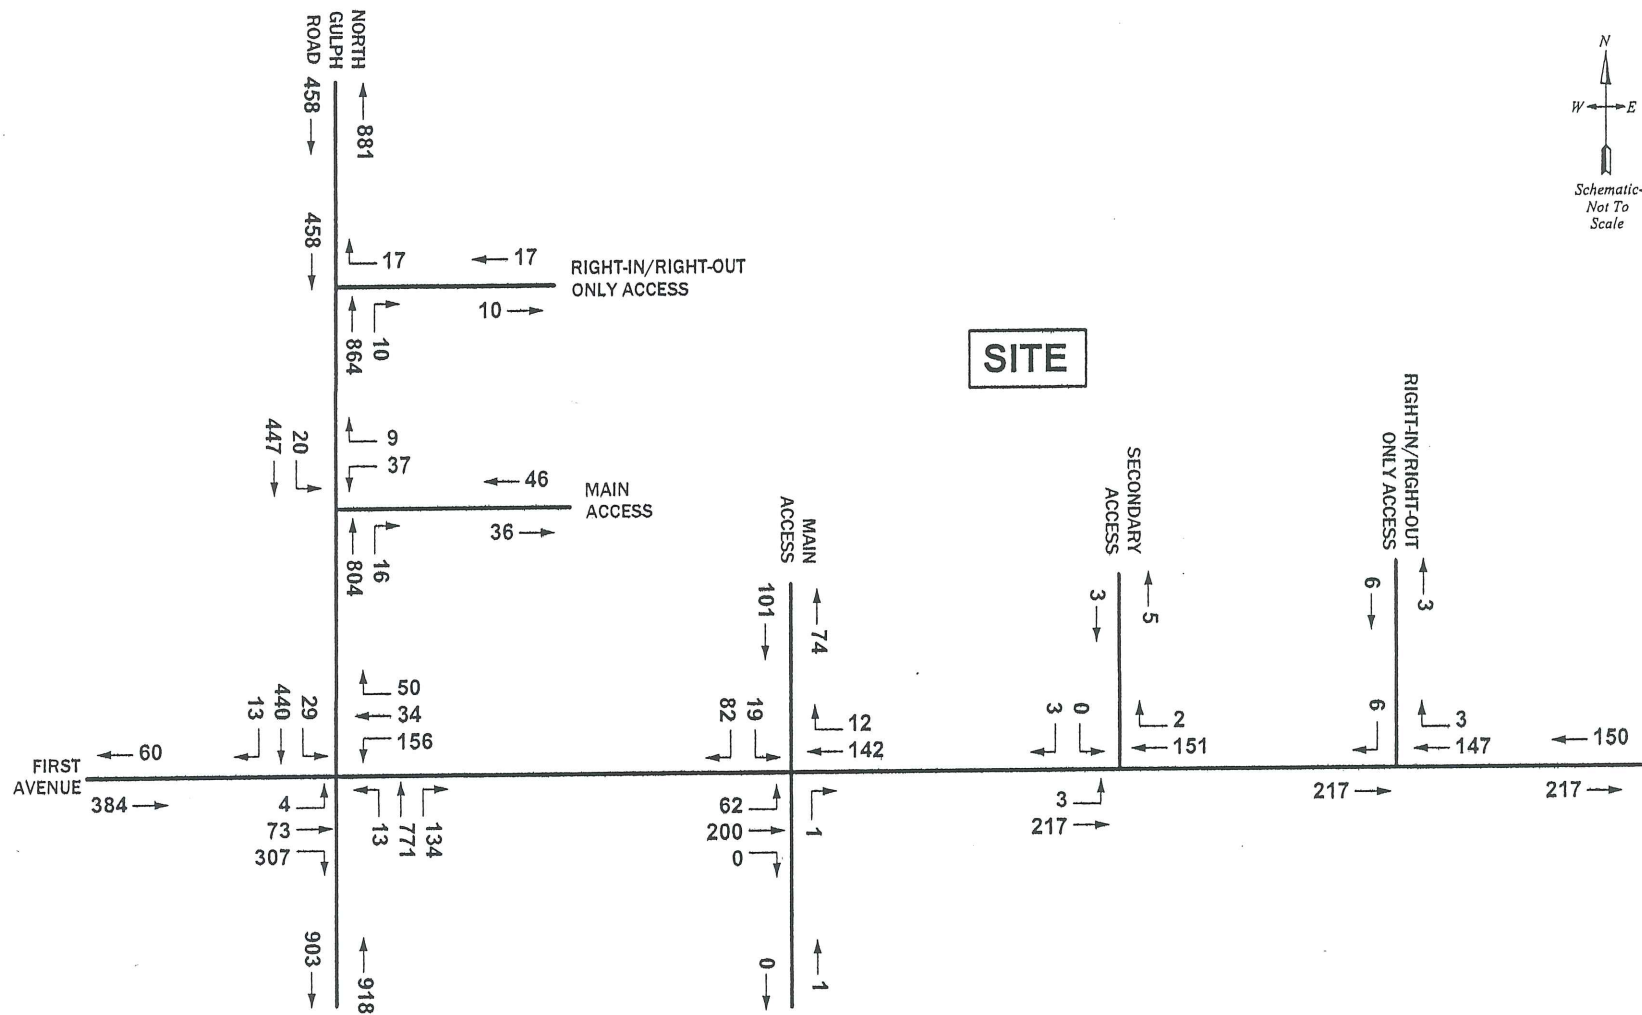 NORTH
GULPH
ROAD
458
881
N
W E
Schematic-
Not To
Scale
458
17
17
RIGHT-IN/RIGHT-OUT
ONLY ACCESS
10
864
10
SITE
447
20
9
37
46
MAIN
ACCESS
36
804
16
MAIN
ACCESS
SECONDARY
ACCESS
RIGHT-IN/RIGHT-OUT
ONLY ACCESS
101
74
3
5
6
3
13
440
29
50
34
156
82
19
12
142
3
0
2
151
6
3
147
150
60
FIRST
AVENUE
384
4
73
307
13
771
134
62
200
0
1
3
217
217
217
903
918
0
1